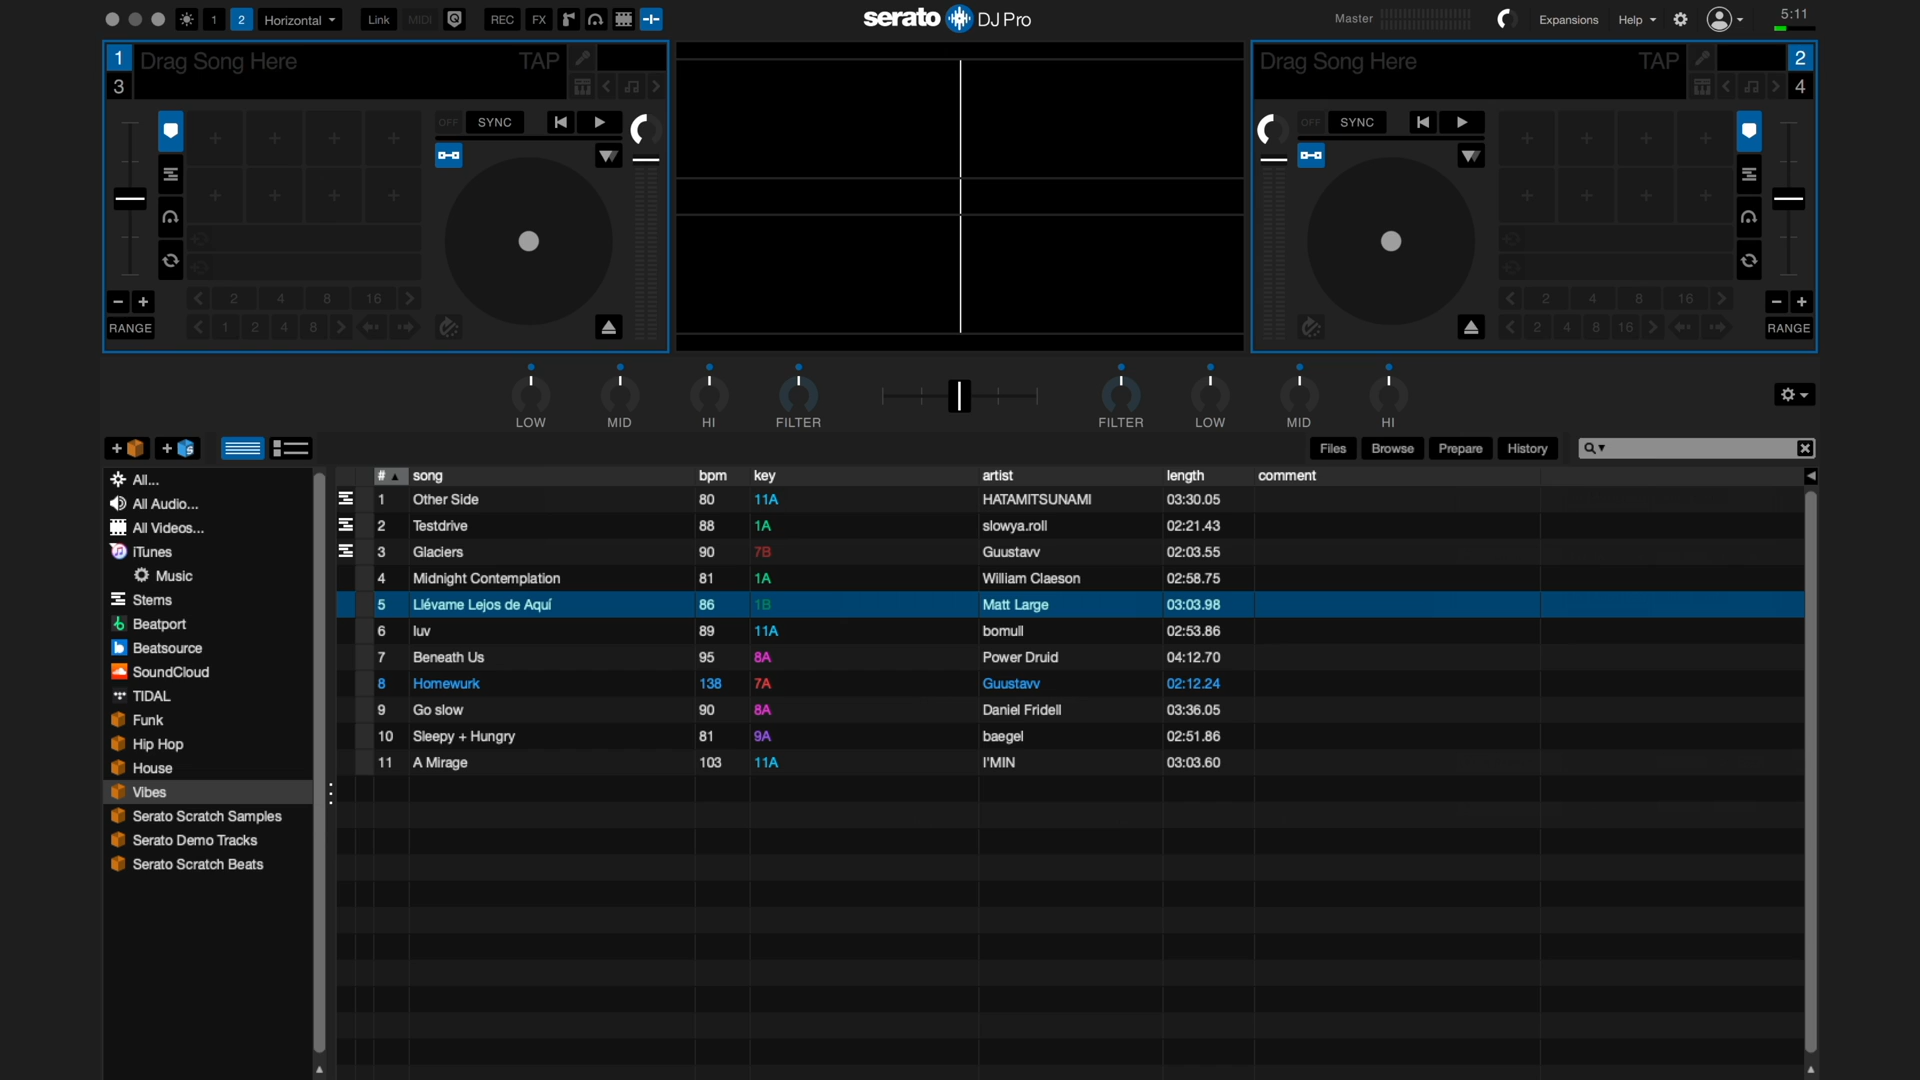 1 2 Horizontal Link MIDI REC FX serato DJ Pro Master Expansions Help 5:11
1 Drag Song Here TAP
3
Drag Song Here TAP 2
4
OFF SYNC
OFF SYNC
2 4 8 16
1 2 4 8
RANGE
2 4 8 16
2 4 8 16
RANGE
LOW MID HI FILTER FILTER LOW MID HI
Files Browse Prepare History
All...
All Audio...
All Videos...
iTunes
Music
Stems
Beatport
Beatsource
SoundCloud
TIDAL
Funk
Hip Hop
House
Vibes
Serato Scratch Samples
Serato Demo Tracks
Serato Scratch Beats
# song bpm key artist length comment
1 Other Side 80 11A HATAMITSUNAMI 03:30.05
2 Testdrive 88 1A slowya.roll 02:21.43
3 Glaciers 90 7B Guustavv 02:03.55
4 Midnight Contemplation 81 1A William Claeson 02:58.75
5 Llévame Lejos de Aquí 86 1B Matt Large 03:03.98
6 luv 89 11A bomull 02:53.86
7 Beneath Us 95 8A Power Druid 04:12.70
8 Homewurk 138 7A Guustavv 02:12.24
9 Go slow 90 8A Daniel Fridell 03:36.05
10 Sleepy + Hungry 81 9A baegel 02:51.86
11 A Mirage 103 11A I'MIN 03:03.60